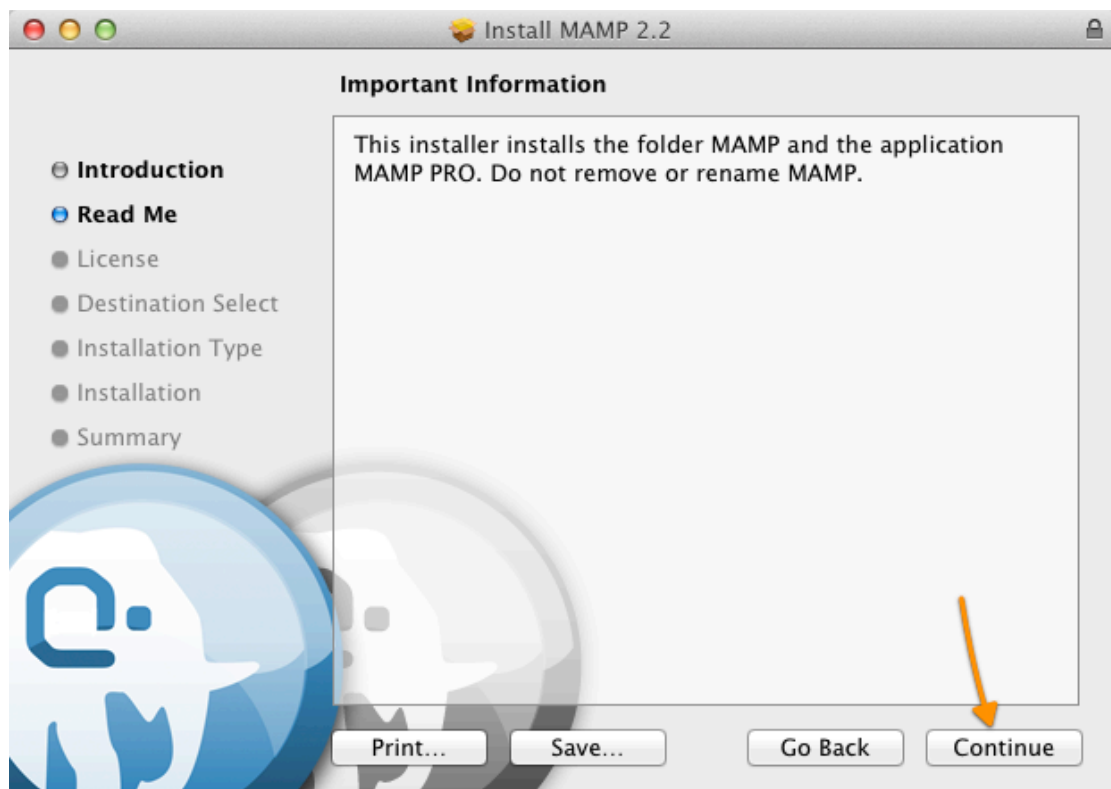 Install MAMP 2.2
Important Information
Introduction
Read Me
License
Destination Select
Installation Type
Installation
Summary
This installer installs the folder MAMP and the application
MAMP PRO. Do not remove or rename MAMP.
Print...
Save...
Go Back
Continue